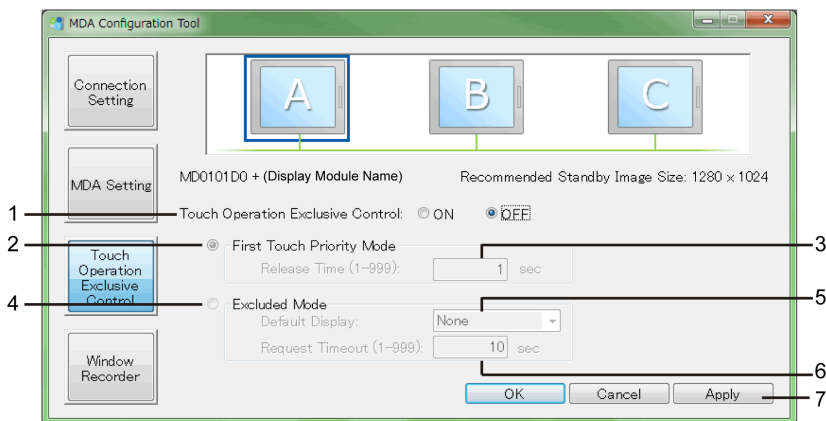 MDA Configuration Tool
Connection
Setting
A
B
C
MDA Setting
MD0101D0 + (Display Module Name)
Recommended Standby Image Size: 1280 × 1024
1
Touch Operation Exclusive Control: ON OFF
2
First Touch Priority Mode
3
Touch
Operation
Exclusive
Control
Release Time (1-999): 1 sec
4
Excluded Mode
5
Default Display: None
Request Timeout (1-999): 10 sec
6
Window
Recorder
OK
Cancel
Apply
7